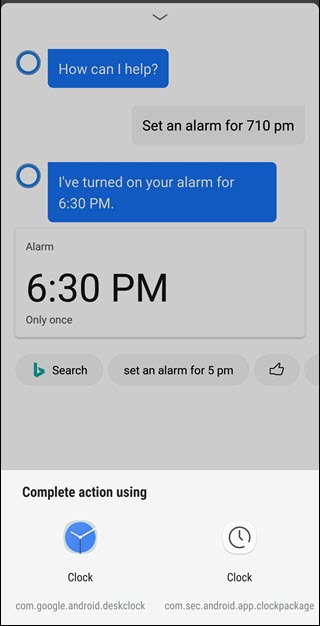 How can I help?
Set an alarm for 710 pm
I've turned on your alarm for
6:30 PM.
Alarm
6:30 PM
Only once
Search
set an alarm for 5 pm
Complete action using
Clock
Clock
com.google.android.deskclock
com.sec.android.app.clockpackage